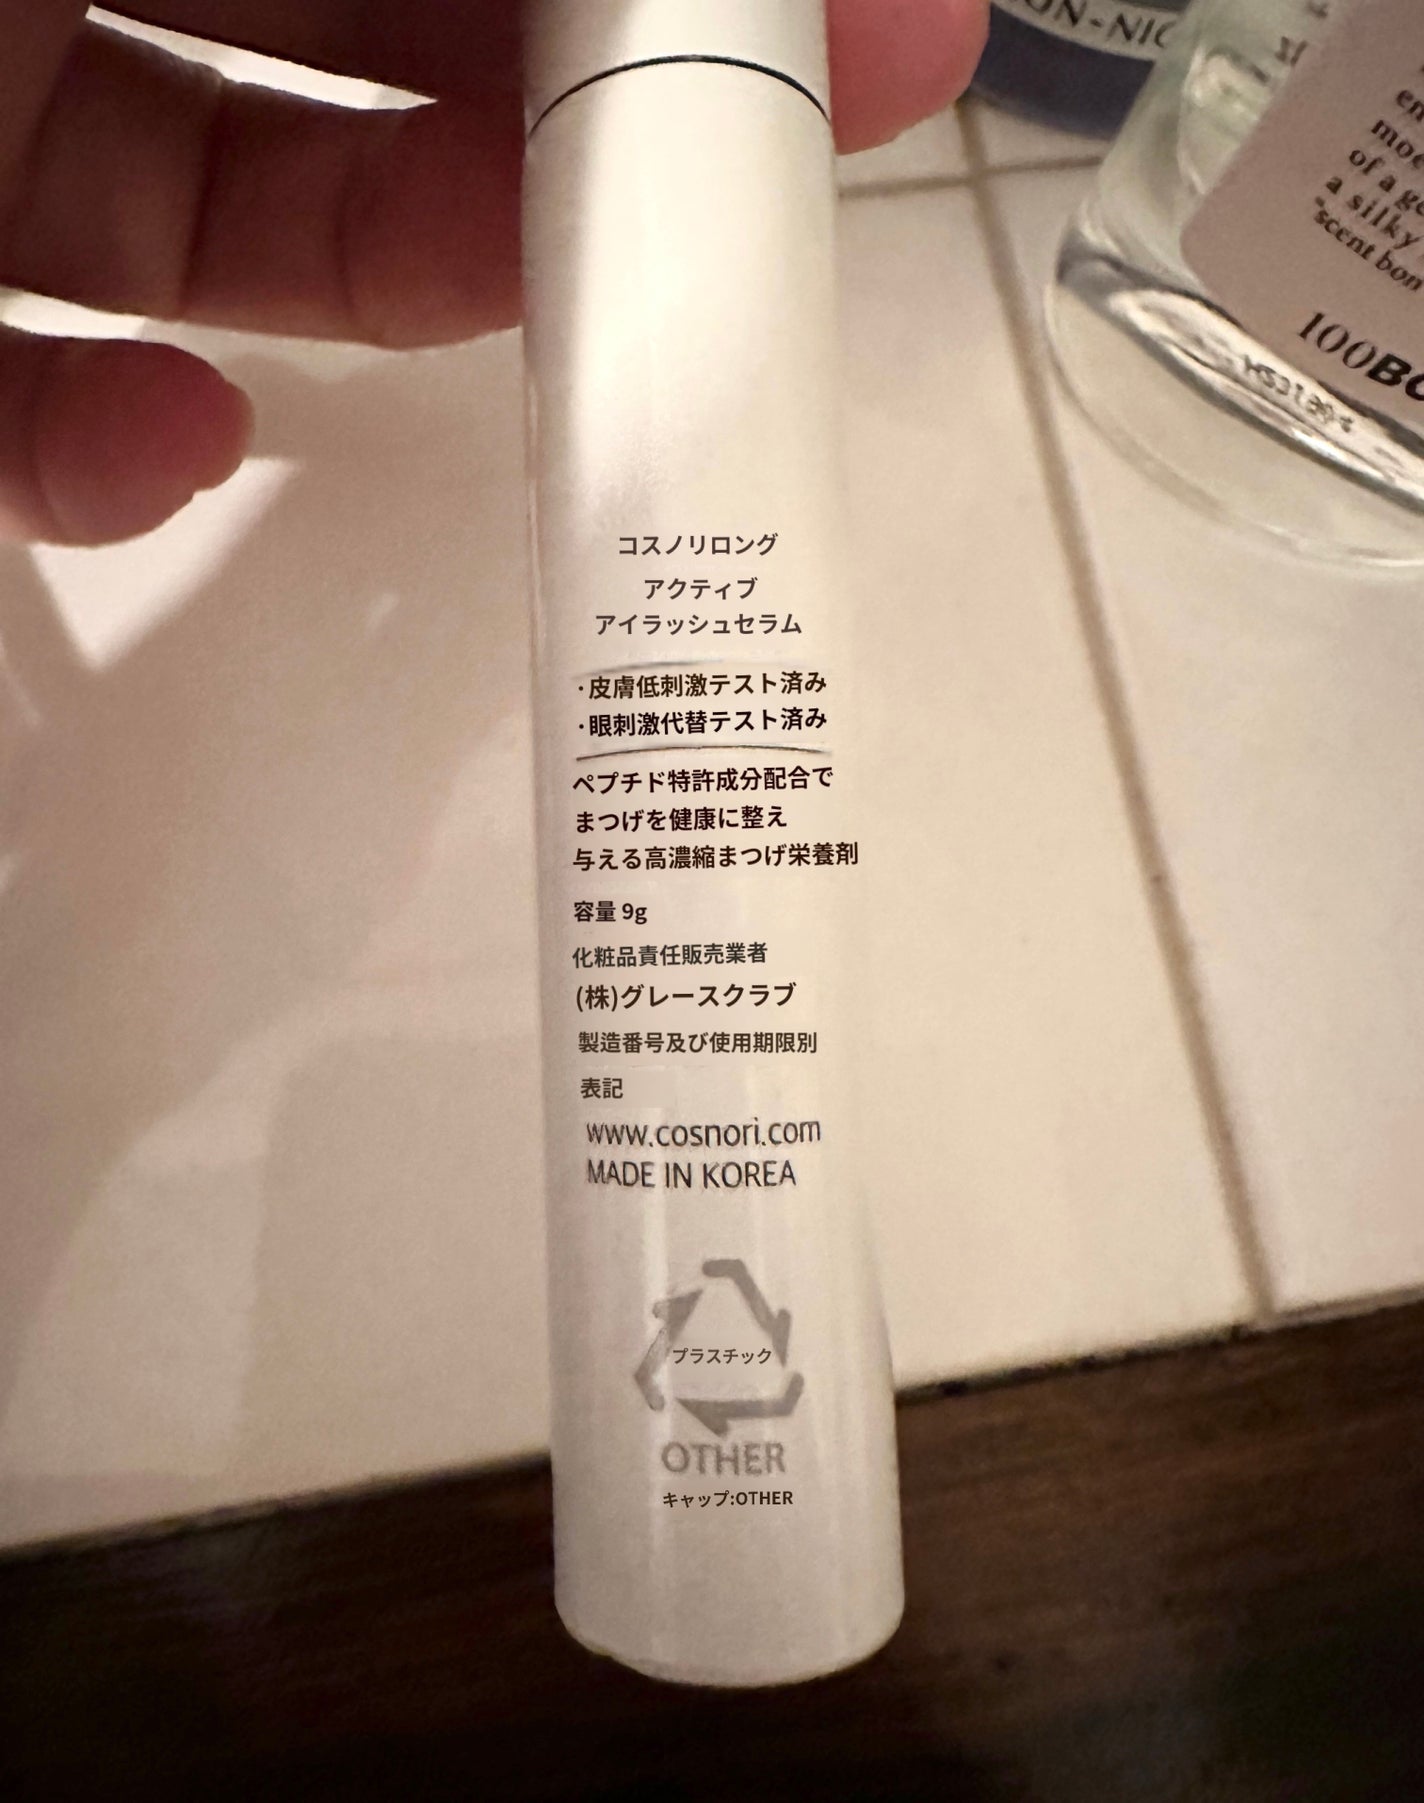 コスノリロング
アクティブ
アイラッシュセラム
·皮膚低刺激テスト済み
·眼刺激代替テスト済み
ペプチド特許成分配合で
まつげを健康に整え
与える高濃縮まつげ栄養剤
容量 9g
化粧品責任販売業者
(株)グレースクラブ
製造番号及び使用期限別
表記
www.cosnori.com
MADE IN KOREA
プラスチック
OTHER
キャップ:OTHER
of a
a silky
"scent bon